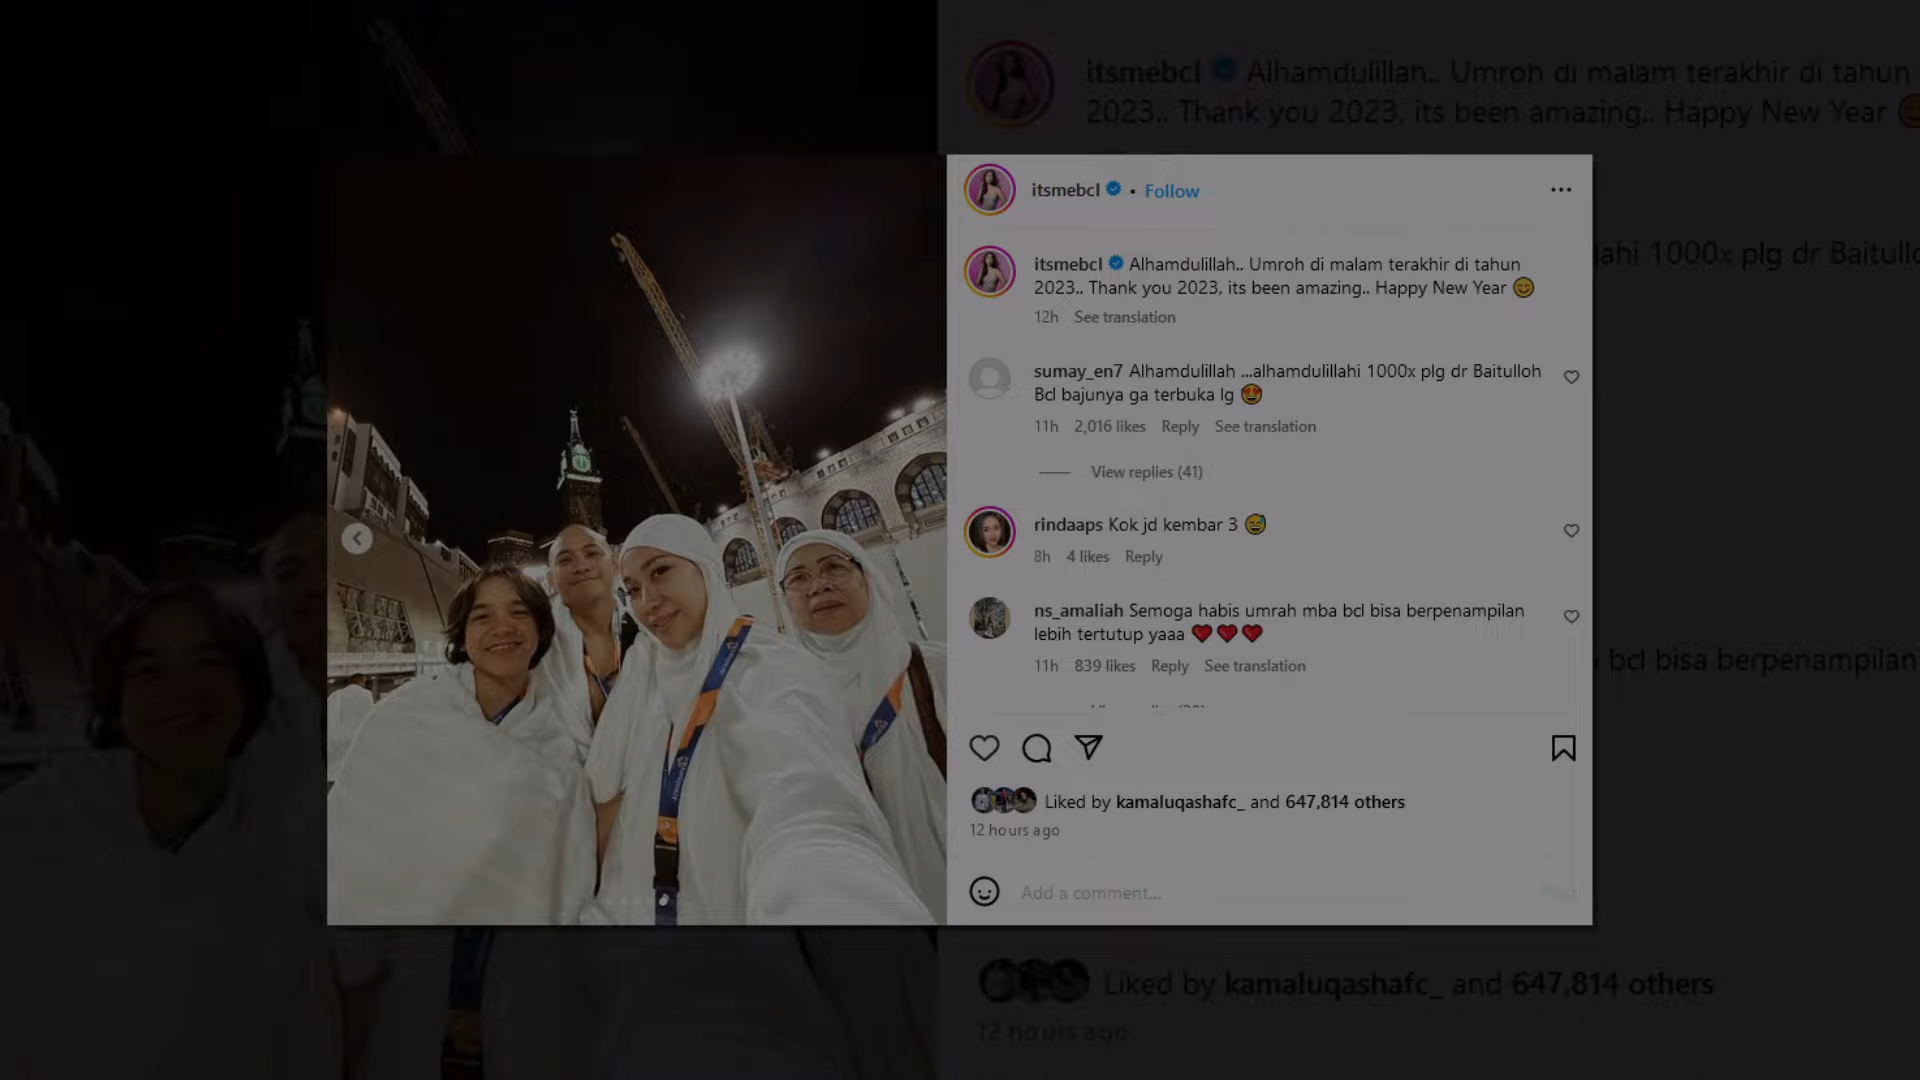 itsmebcl • Follow
itsmebcl Alhamdulillah.. Umroh di malam terakhir di tahun
2023.. Thank you 2023, its been amazing.. Happy New Year 😊
12h See translation
sumay_en7 Alhamdulillah ...alhamdulillahi 1000x plg dr Baitulloh
Bcl bajunya ga terbuka lg 😍
11h 2,016 likes Reply See translation
View replies (41)
rindaaps Kok jd kembar 3 😅
8h 4 likes Reply
ns_amaliah Semoga habis umrah mba bcl bisa berpenampilan
lebih tertutup yaaa ❤️❤️❤️
11h 839 likes Reply See translation
Liked by kamaluqashafc_ and 647,814 others
12 hours ago
Add a comment...
itsmebcl Alhamdulillah.. Umroh di malam terakhir di tahun
2023.. Thank you 2023, its been amazing.. Happy New Year
lahi 1000x plg dr Baitullo
bcl bisa berpenampilan
Liked by kamaluqashafc_ and 647,814 others
12 hours ago